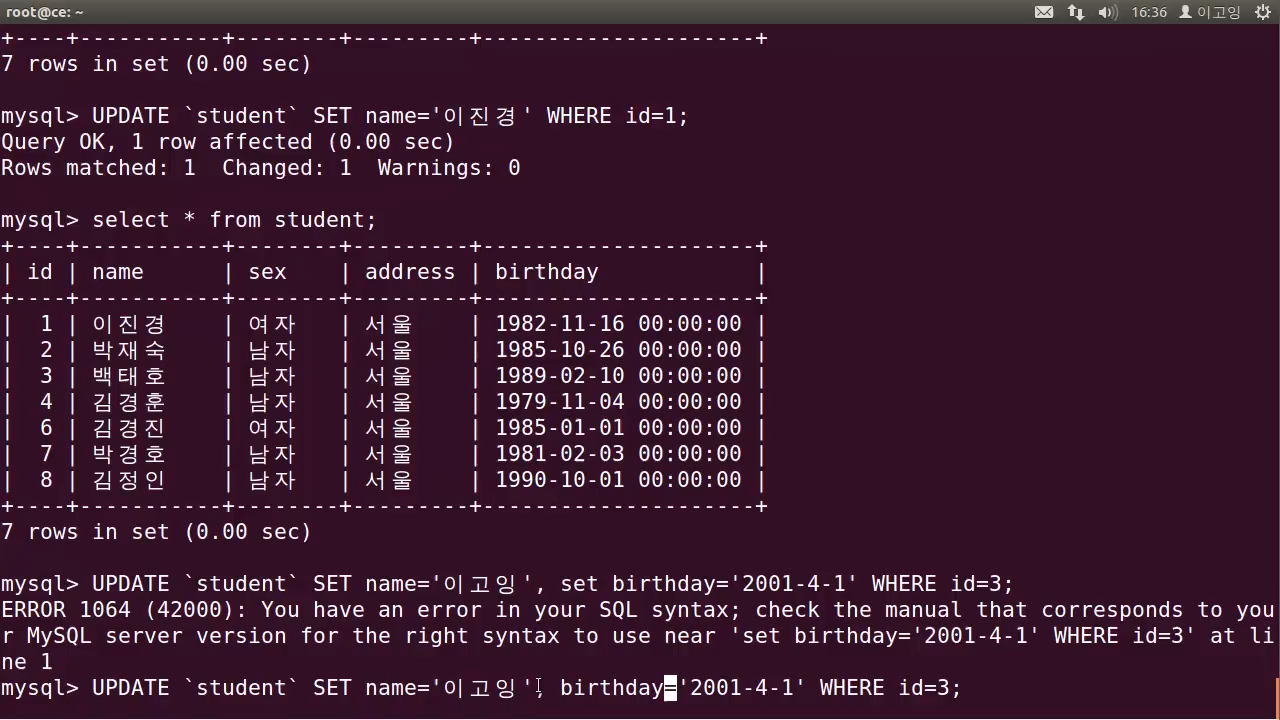 root@ce: ~ 16:36 이고잉
+----+-----------+--------+---------+---------------------+
7 rows in set (0.00 sec)
mysql> UPDATE `student` SET name='이진경' WHERE id=1;
Query OK, 1 row affected (0.00 sec)
Rows matched: 1  Changed: 1  Warnings: 0
mysql> select * from student;
+----+-----------+--------+---------+---------------------+
| id | name      | sex    | address | birthday            |
+----+-----------+--------+---------+---------------------+
|  1 | 이진경    | 여자   | 서울    | 1982-11-16 00:00:00 |
|  2 | 박재숙    | 남자   | 서울    | 1985-10-26 00:00:00 |
|  3 | 백태호    | 남자   | 서울    | 1989-02-10 00:00:00 |
|  4 | 김경훈    | 남자   | 서울    | 1979-11-04 00:00:00 |
|  6 | 김경진    | 여자   | 서울    | 1985-01-01 00:00:00 |
|  7 | 박경호    | 남자   | 서울    | 1981-02-03 00:00:00 |
|  8 | 김정인    | 남자   | 서울    | 1990-10-01 00:00:00 |
+----+-----------+--------+---------+---------------------+
7 rows in set (0.00 sec)
mysql> UPDATE `student` SET name='이고잉', set birthday='2001-4-1' WHERE id=3;
ERROR 1064 (42000): You have an error in your SQL syntax; check the manual that corresponds to you
r MySQL server version for the right syntax to use near 'set birthday='2001-4-1' WHERE id=3' at li
ne 1
mysql> UPDATE `student` SET name='이고잉', birthday='2001-4-1' WHERE id=3;